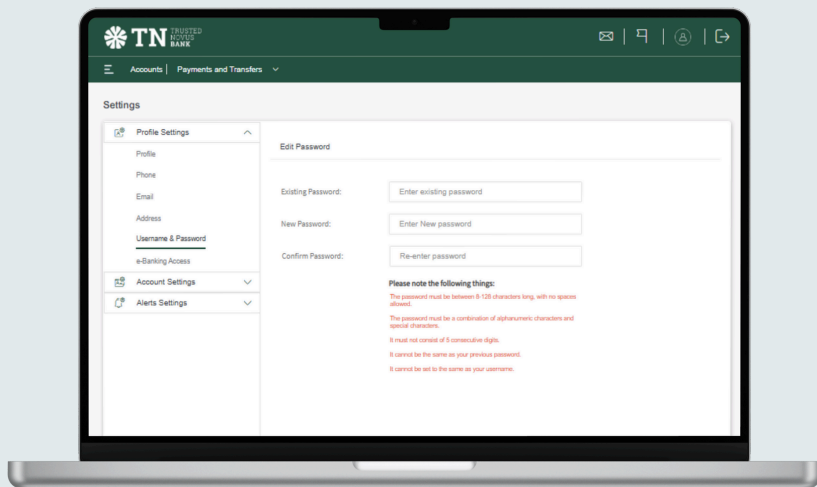 TN TRUSTED
NOVUS
BANK
Accounts | Payments and Transfers
Settings
Profile Settings
Profile
Phone
Email
Address
Username & Password
e-Banking Access
Account Settings
Alerts Settings
Edit Password
Existing Password: Enter existing password
New Password: Enter New password
Confirm Password: Re-enter password
Please note the following things:
The password must be between 8-128 characters long, with no spaces
allowed.
The password must be a combination of alphanumeric characters and
special characters.
It must not consist of 5 consecutive digits.
It cannot be the same as your previous password.
It cannot be set to the same as your username.